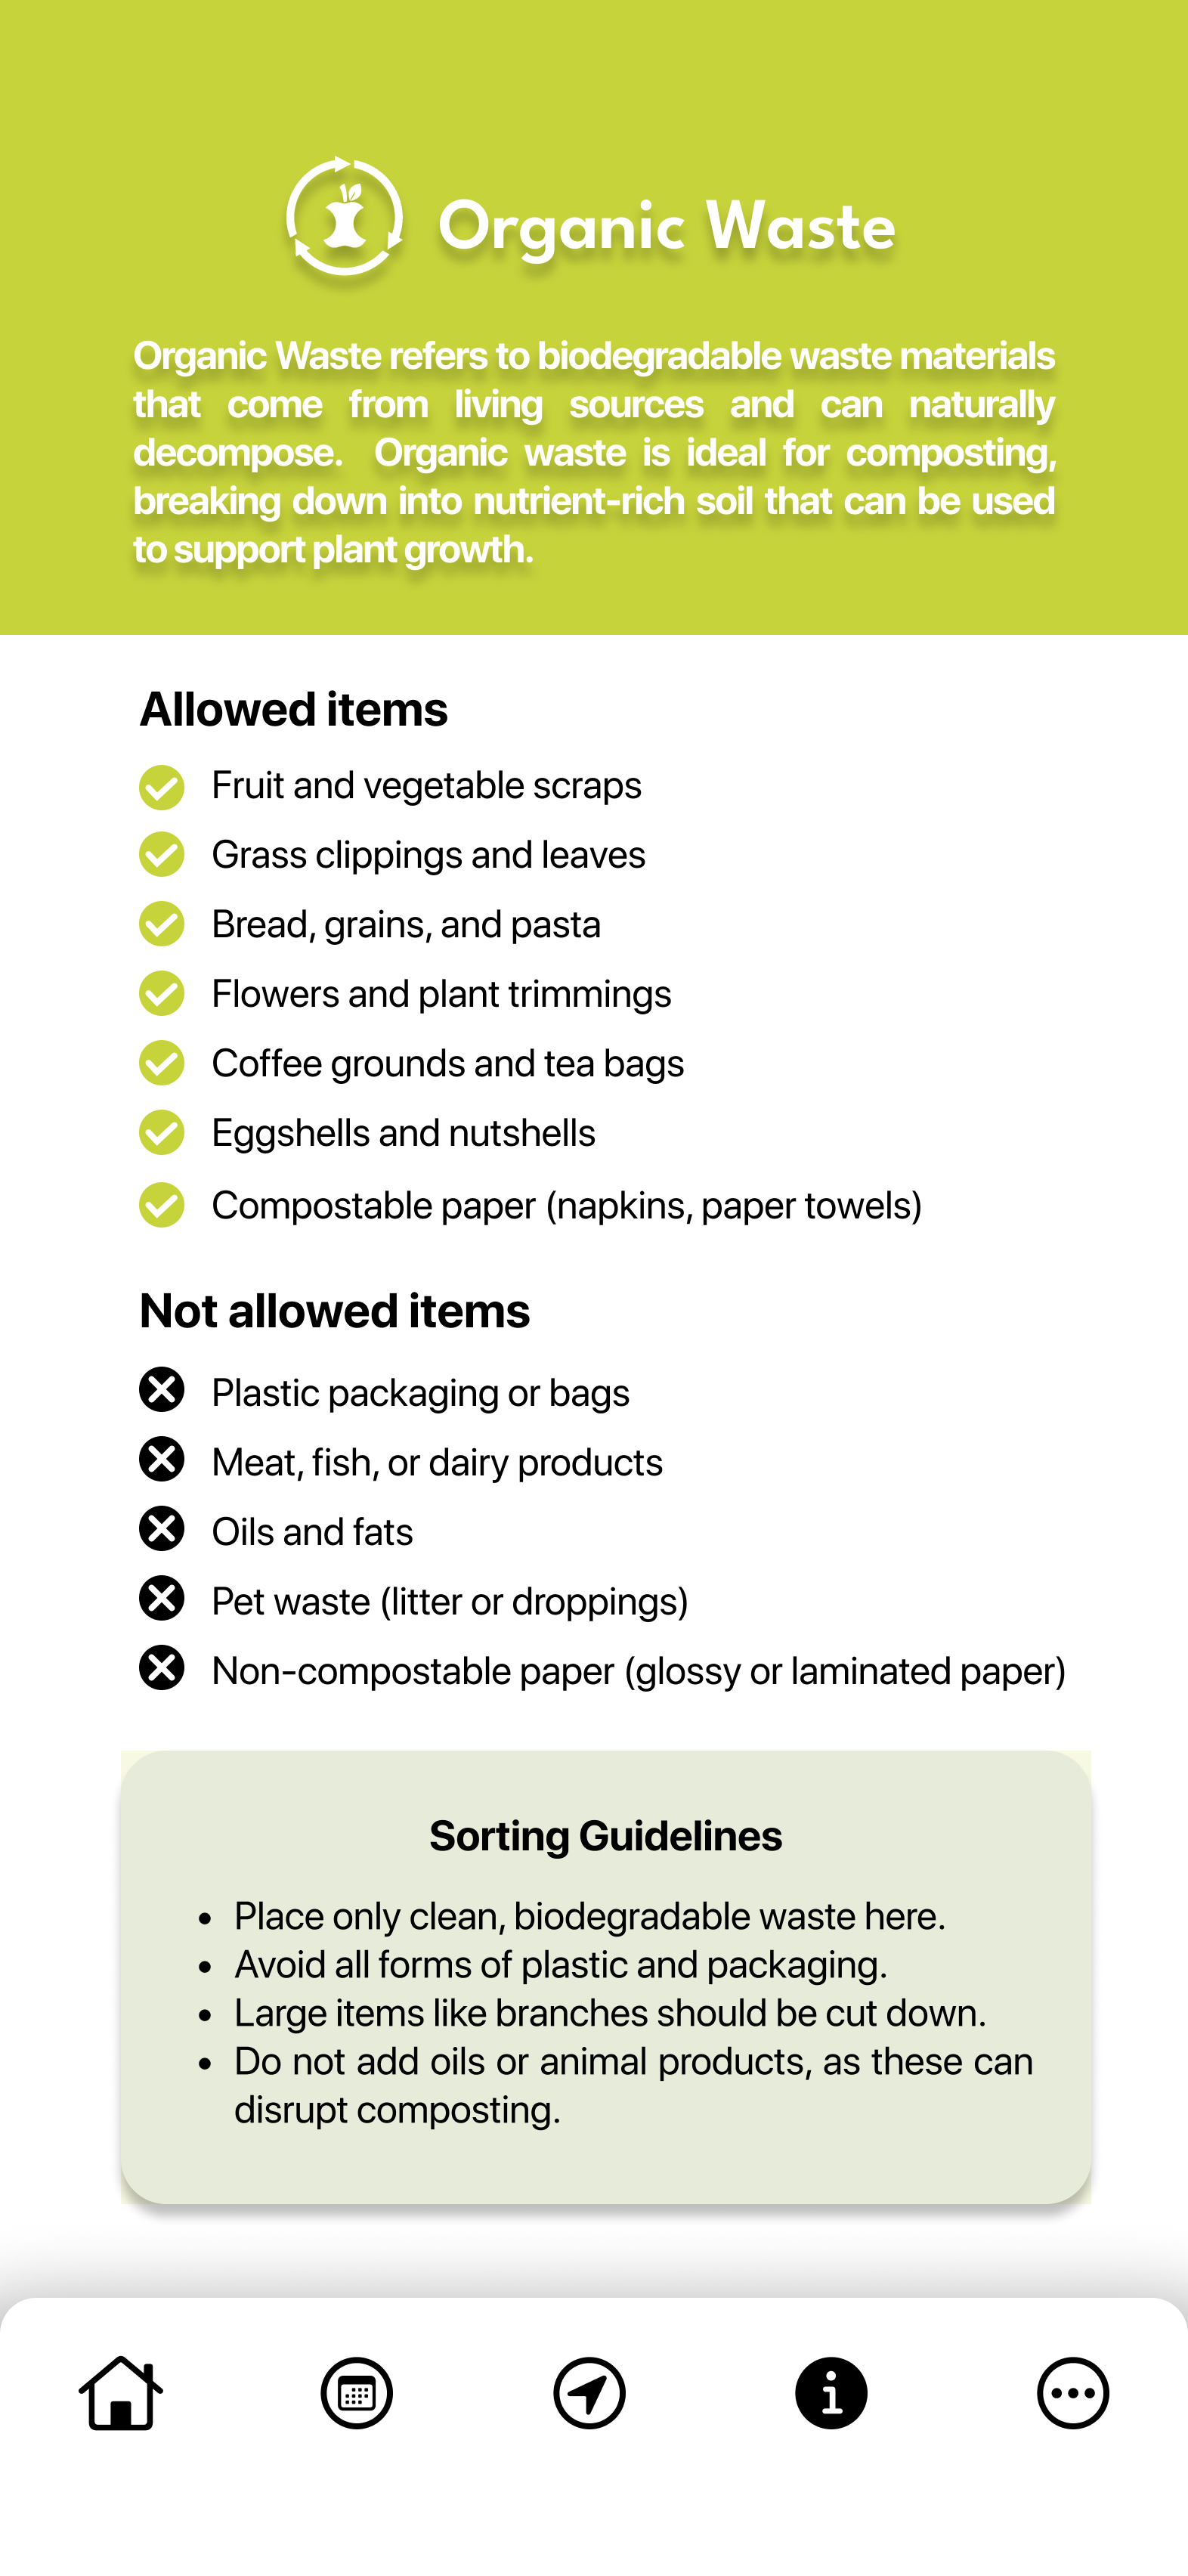 Organic Waste
Organic Waste refers to biodegradable waste materials
that come from living sources and can naturally
decompose. Organic waste is ideal for composting,
breaking down into nutrient-rich soil that can be used
to support plant growth.
Allowed items
Fruit and vegetable scraps
Grass clippings and leaves
Bread, grains, and pasta
Flowers and plant trimmings
Coffee grounds and tea bags
Eggshells and nutshells
Compostable paper (napkins, paper towels)
Not allowed items
Plastic packaging or bags
Meat, fish, or dairy products
Oils and fats
Pet waste (litter or droppings)
Non-compostable paper (glossy or laminated paper)
Sorting Guidelines
• Place only clean, biodegradable waste here.
• Avoid all forms of plastic and packaging.
• Large items like branches should be cut down.
• Do not add oils or animal products, as these can
disrupt composting.